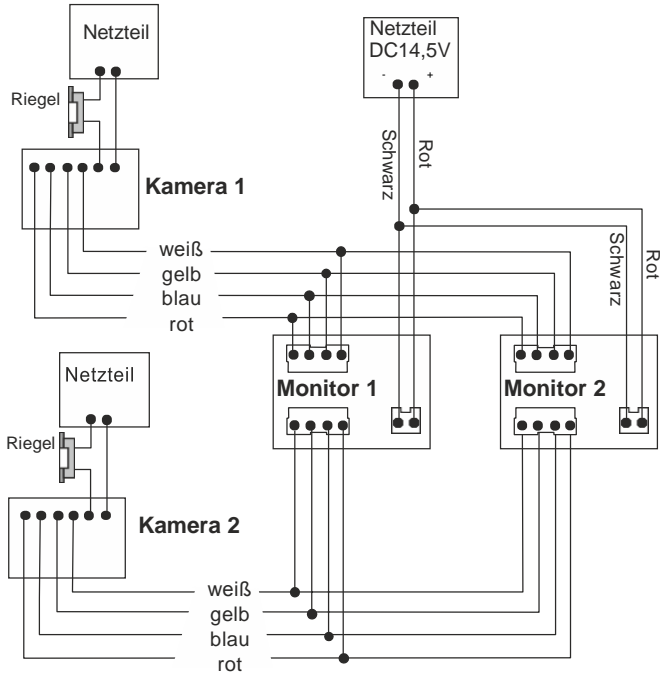 Netzteil
Riegel
Kamera 1
Netzteil
DC14,5V
- +
Schwarz
Rot
Schwarz
Rot
weiß
gelb
blau
rot
Monitor 1
Monitor 2
Netzteil
Riegel
Kamera 2
weiß
gelb
blau
rot